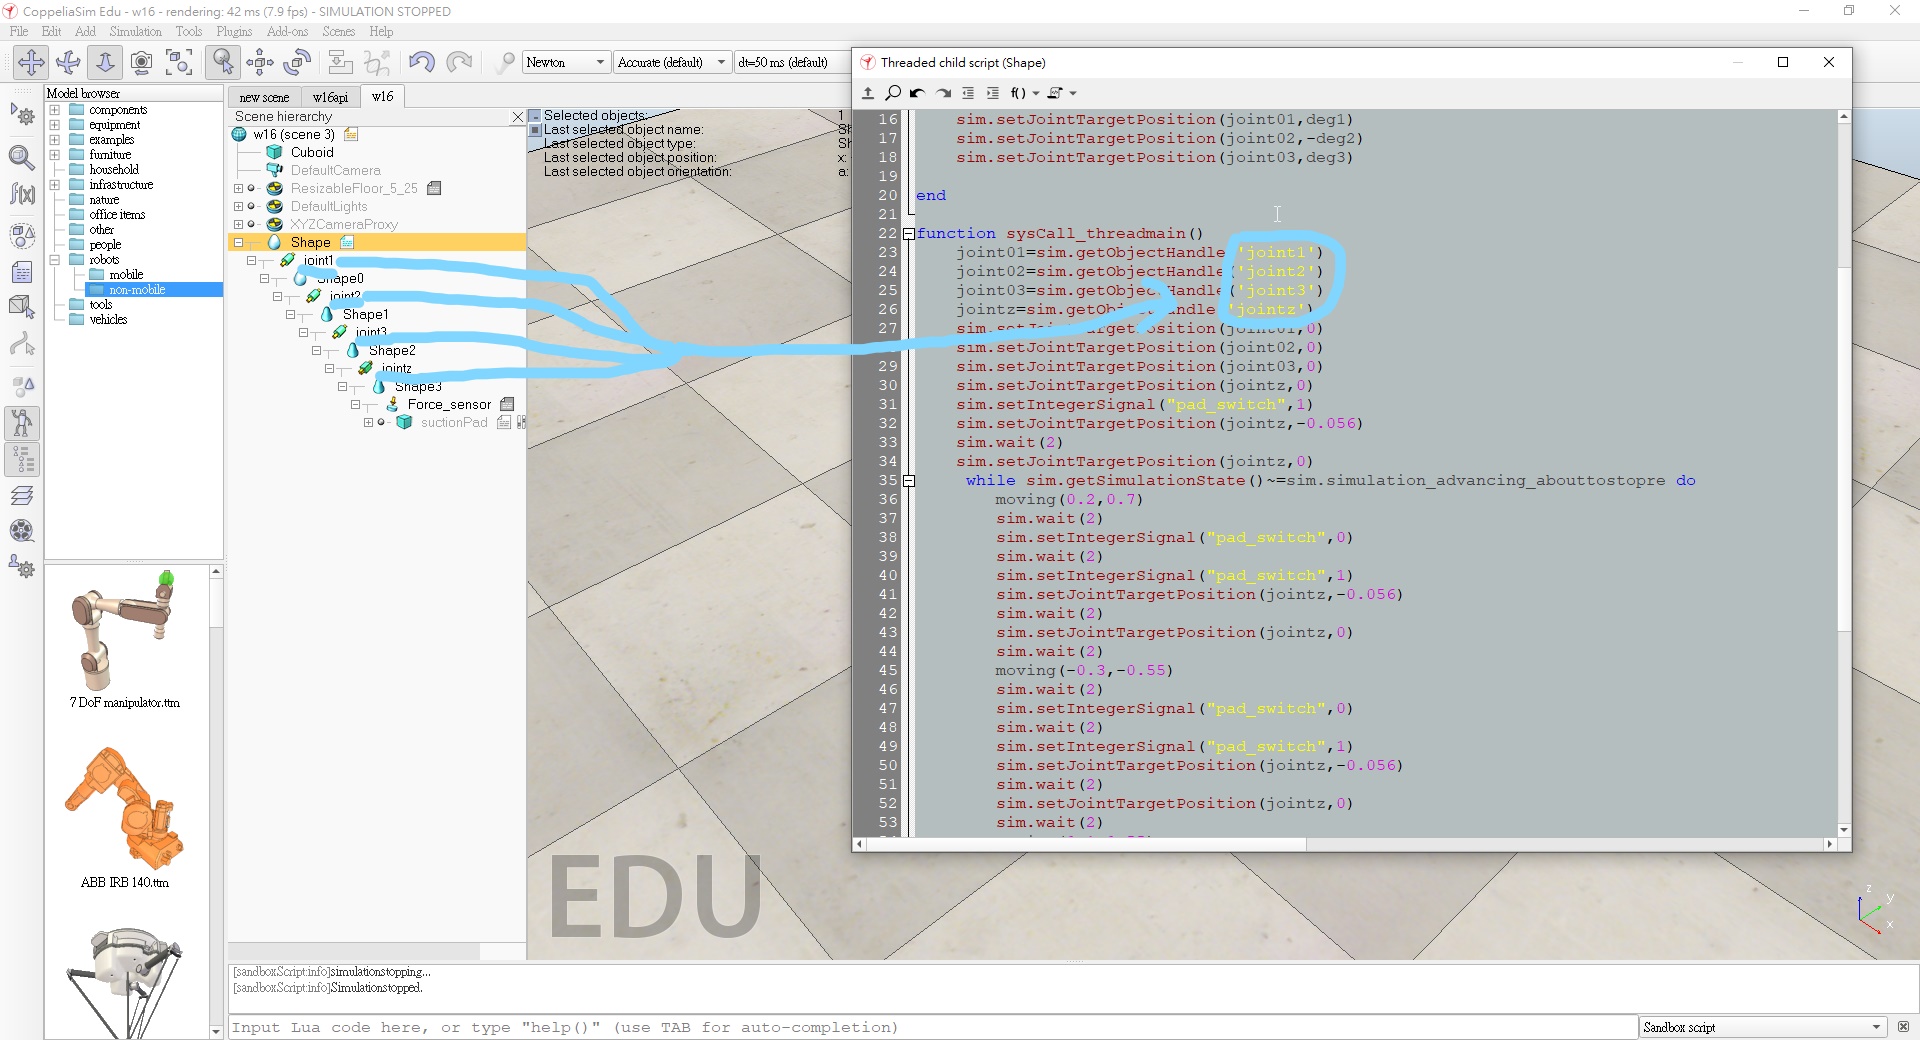 CoppeliaSim Edu - w16 - rendering: 42 ms (7.9 fps) - SIMULATION STOPPED
File Edit Add Simulation Tools Plugins Add-ons Scenes Help
Newton Accurate (default) dt=50 ms (default)
Model browser
components
equipment
examples
furniture
household
infrastructure
nature
office items
other
people
robots
mobile
non-mobile
tools
vehicles
7 DoF manipulator.ttm
ABB IRB 140.ttm
new scene w16api w16
Scene hierarchy
w16 (scene 3)
Cuboid
DefaultCamera
ResizableFloor_5_25
DefaultLights
XYZCameraProxy
Shape
joint1
Shape0
joint2
Shape1
joint3
Shape2
jointz
Shape3
Force_sensor
suctionPad
Selected objects: 1
Last selected object name: Sh
Last selected object type: Sh
Last selected object position: x:
Last selected object orientation: a:
EDU
Threaded child script (Shape)
f()
16 sim.setJointTargetPosition(joint01,deg1)
17 sim.setJointTargetPosition(joint02,-deg2)
18 sim.setJointTargetPosition(joint03,deg3)
19
20 end
21
22 function sysCall_threadmain()
23 joint01=sim.getObjectHandle('joint1')
24 joint02=sim.getObjectHandle('joint2')
25 joint03=sim.getObjectHandle('joint3')
26 jointz=sim.getObjectHandle('jointz')
27 sim.setJointTargetPosition(joint01,0)
28 sim.setJointTargetPosition(joint02,0)
29 sim.setJointTargetPosition(joint03,0)
30 sim.setJointTargetPosition(jointz,0)
31 sim.setIntegerSignal("pad_switch",1)
32 sim.setJointTargetPosition(jointz,-0.056)
33 sim.wait(2)
34 sim.setJointTargetPosition(jointz,0)
35 while sim.getSimulationState()~=sim.simulation_advancing_abouttostopre do
36 moving(0.2,0.7)
37 sim.wait(2)
38 sim.setIntegerSignal("pad_switch",0)
39 sim.wait(2)
40 sim.setIntegerSignal("pad_switch",1)
41 sim.setJointTargetPosition(jointz,-0.056)
42 sim.wait(2)
43 sim.setJointTargetPosition(jointz,0)
44 sim.wait(2)
45 moving(-0.3,-0.55)
46 sim.wait(2)
47 sim.setIntegerSignal("pad_switch",0)
48 sim.wait(2)
49 sim.setIntegerSignal("pad_switch",1)
50 sim.setJointTargetPosition(jointz,-0.056)
51 sim.wait(2)
52 sim.setJointTargetPosition(jointz,0)
53 sim.wait(2)
z
y
x
[sandboxScript:info]simulationstopping...
[sandboxScript:info]Simulationstopped.
Input Lua code here, or type "help()" (use TAB for auto-completion)
Sandbox script